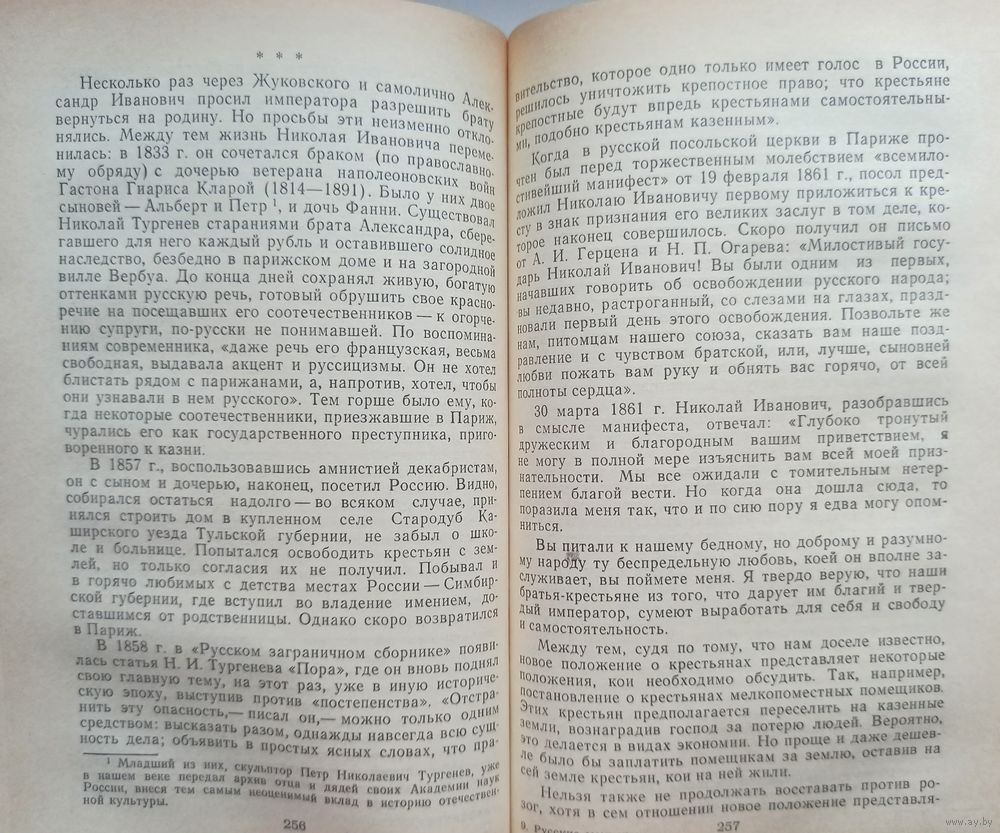 * * *
Несколько раз через Жуковского и самолично Алек-
сандр Иванович просил императора разрешить брату
вернуться на родину. Но просьбы эти неизменно откло-
нялись. Между тем жизнь Николая Ивановича переме-
нилась: в 1833 г. он сочетался браком (по православно-
му обряду) с дочерью ветерана наполеоновских войн
Гастона Гиариса Кларой (1814—1891). Было у них двое
сыновей — Альберт и Петр ¹, и дочь Фанни. Существовал
Николай Тургенев стараниями брата Александра, сбере-
гавшего для него каждый рубль и оставившего солидное
наследство, безбедно в парижском доме и на загородной
вилле Вербуа. До конца дней сохранял живую, богатую
оттенками русскую речь, готовый обрушить свое красно-
речие на посещавших его соотечественников — к огорче-
нию супруги, по-русски не понимавшей. По воспомина-
ниям современника, «даже речь его французская, весьма
свободная, выдавала акцент и руссицизмы. Он не хотел
блистать рядом с парижанами, а, напротив, хотел, чтобы
они узнавали в нем русского». Тем горше было ему, ко-
гда некоторые соотечественники, приезжавшие в Париж,
чурались его как государственного преступника, приго-
воренного к казни.
В 1857 г., воспользовавшись амнистией декабристам,
он с сыном и дочерью, наконец, посетил Россию. Видно,
собирался остаться надолго — во всяком случае, при-
нялся строить дом в купленном селе Стародуб Ка-
ширского уезда Тульской губернии, не забыл о шко-
ле и больнице. Попытался освободить крестьян с зем-
лей, но только согласия их не получил. Побывал и
в горячо любимых с детства местах России — Симбир-
ской губернии, где вступил во владение имением, до-
ставшимся от родственницы. Однако скоро возвратился
в Париж.
В 1858 г. в «Русском заграничном сборнике» появи-
лась статья Н. И. Тургенева «Пора», где он вновь поднял
свою главную тему, на этот раз, уже в иную историче-
скую эпоху, выступив против «постепенства». «Отстра-
нить эту опасность,— писал он,— можно только одним
средством: высказать разом, однажды навсегда всю сущ-
ность дела; объявить в простых ясных словах, что пра-
¹ Младший из них, скульптор Петр Николаевич Тургенев, уже
в нашем веке передал архив отца и дядей своих Академии наук
России, внеся тем самым неоценимый вклад в историю отечествен-
ной культуры.
256
вительство, которое одно только имеет голос в России,
решилось уничтожить крепостное право; что крестьяне
крепостные будут впредь крестьянами самостоятельны-
ми, подобно крестьянам казенным».
Когда в русской посольской церкви в Париже про-
чтен был перед торжественным молебствием «всемило-
стивейший манифест» от 19 февраля 1861 г., посол пред-
ложил Николаю Ивановичу первому приложиться к кре-
сту в знак признания его великих заслуг в том деле, ко-
торое наконец совершилось. Скоро получил он письмо
от А. И. Герцена и Н. П. Огарева: «Милостивый госу-
дарь Николай Иванович! Вы были одним из первых,
начавших говорить об освобождении русского народа;
вы недавно, растроганный, со слезами на глазах, празд-
новали первый день этого освобождения. Позвольте же
нам, питомцам нашего союза, сказать вам наше позд-
равление и с чувством братской, или, лучше, сыновней
любви пожать вам руку и обнять вас горячо, от всей
полноты сердца».
30 марта 1861 г. Николай Иванович, разобравшись
в смысле манифеста, отвечал: «Глубоко тронутый
дружеским и благородным вашим приветствием, я
не могу в полной мере изъяснить вам всей моей приз-
нательности. Мы все ожидали с томительным нетер-
пением благой вести. Но когда она дошла сюда, то
поразила меня так, что и по сию пору я едва могу опом-
ниться.
Вы питали к нашему бедному, но доброму и разумно-
му народу ту беспредельную любовь, коей он вполне за-
служивает, вы поймете меня. Я твердо верую, что наши
братья-крестьяне из того, что дарует им благий и твер-
дый император, сумеют выработать для себя и свободу
и самостоятельность.
Между тем, судя по тому, что нам доселе известно,
новое положение о крестьянах представляет некоторые
положения, кои необходимо обсудить. Так, например,
постановление о крестьянах мелкопоместных помещиков.
Этих крестьян предполагается переселить на казенные
земли, вознаградив господ за потерю людей. Вероятно,
это делается в видах экономии. Но проще и даже дешев-
ле было бы заплатить помещикам за землю, оставив на
сей земле крестьян, кои на ней жили.
Нельзя также не продолжать восставать против ро-
зог, хотя в сем отношении новое положение представля-
9. Русские
257
www.ay.by